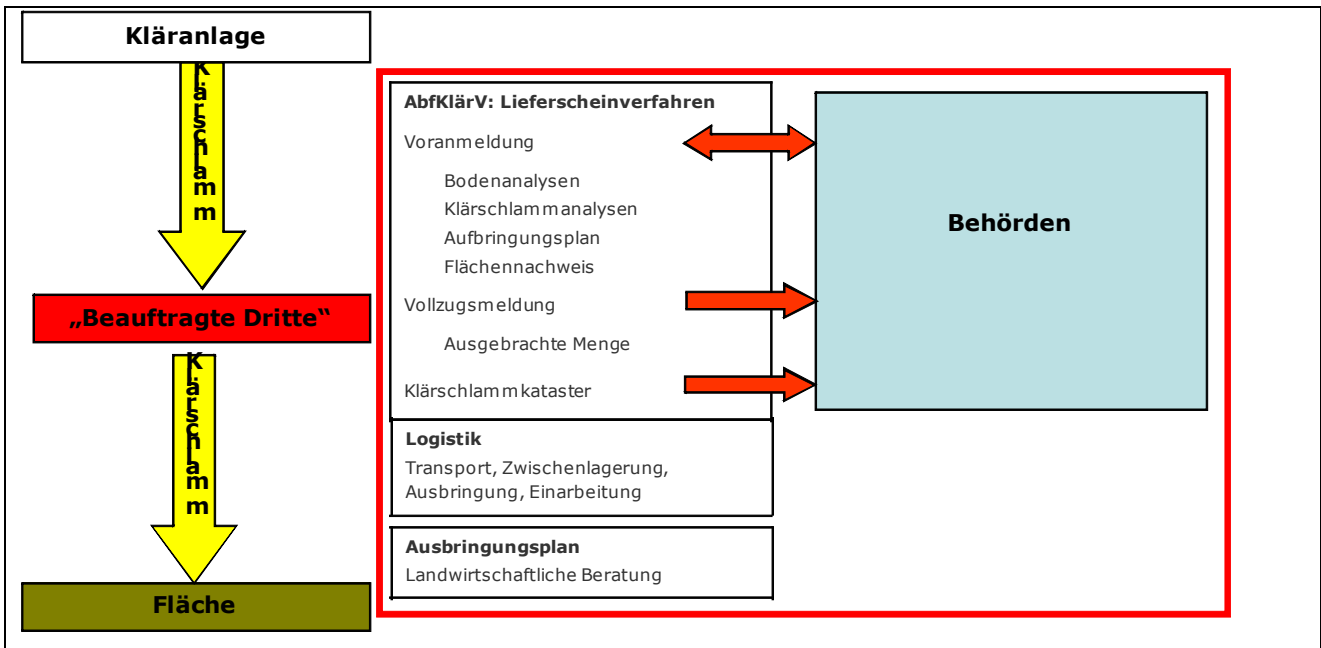 Kläranlage
Klärschlamm
„Beauftragte Dritte“
Klärschlamm
Fläche
AbfKlärV: Lieferscheinverfahren
Voranmeldung
Bodenanalysen
Klärschlammanalysen
Aufbringungsplan
Flächennachweis
Vollzugsmeldung
Ausgebrachte Menge
Klärschlammkataster
Logistik
Transport, Zwischenlagerung,
Ausbringung, Einarbeitung
Ausbringungsplan
Landwirtschaftliche Beratung
Behörden